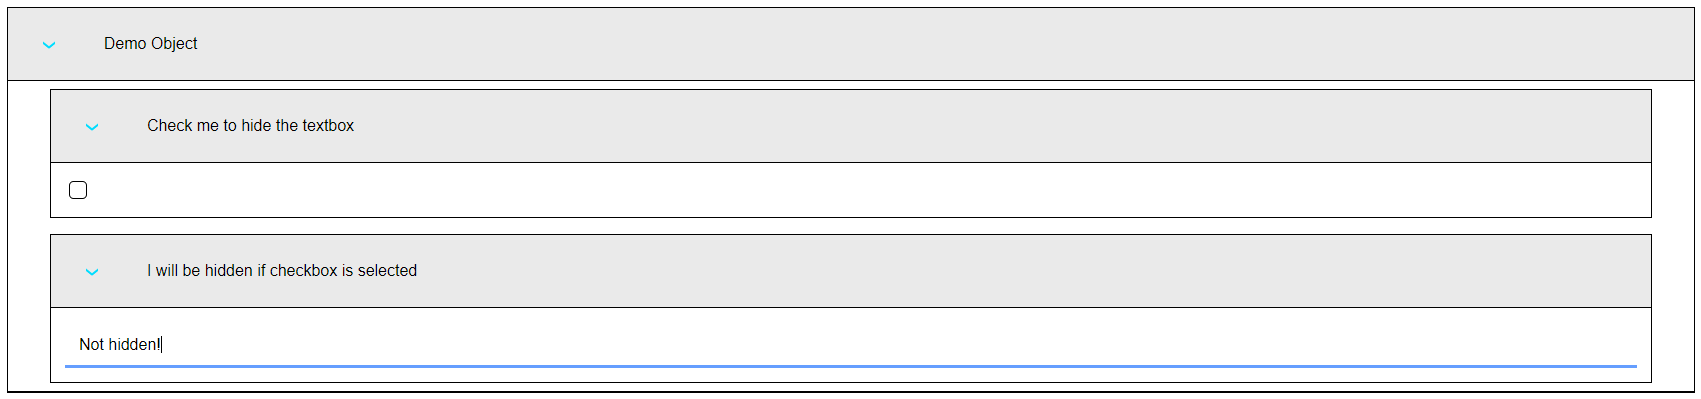 Demo Object
Check me to hide the textbox
I will be hidden if checkbox is selected
Not hidden!